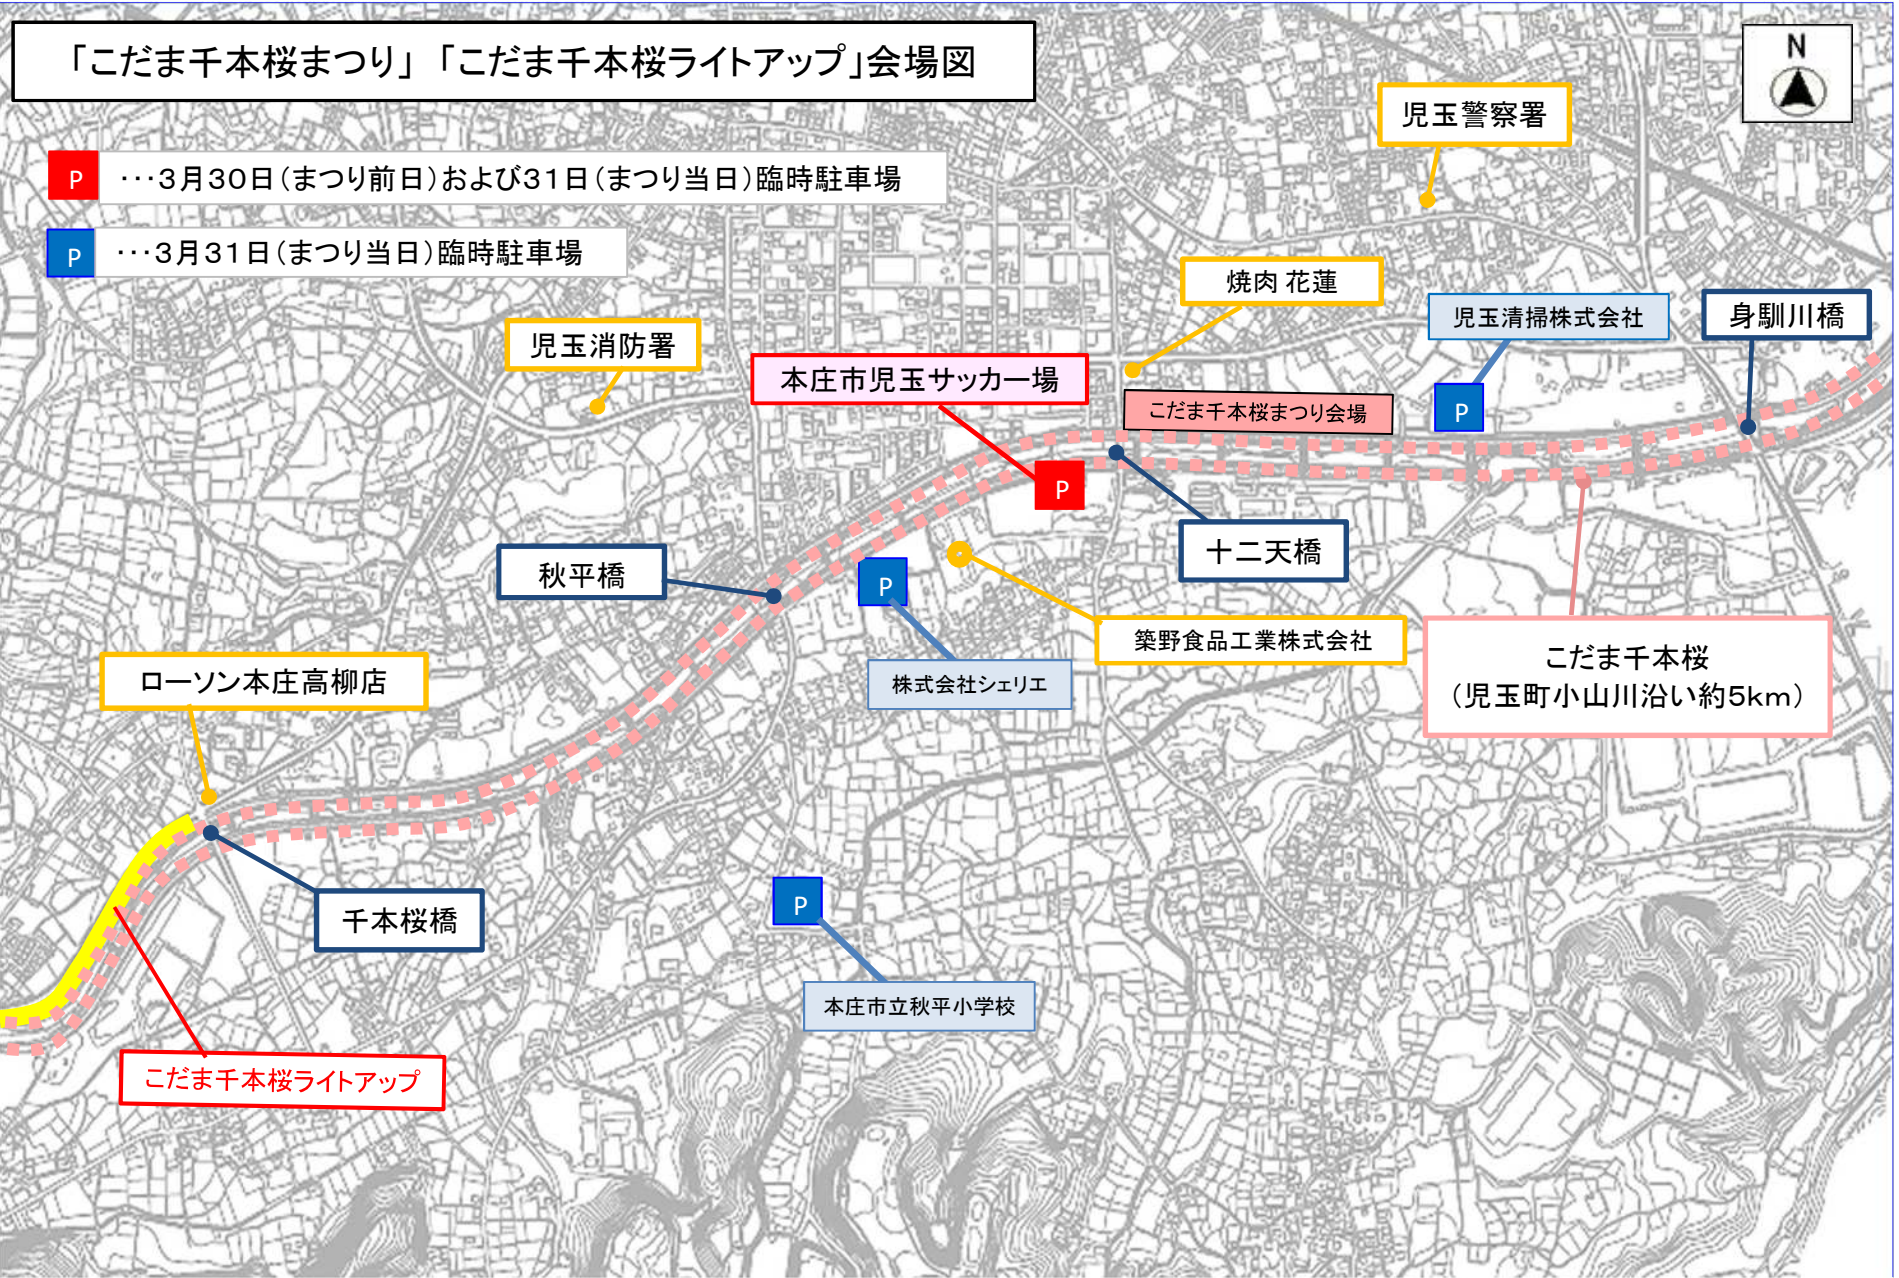 「こだま千本桜まつり」「こだま千本桜ライトアップ」会場図
N
P …3月30日(まつり前日)および31日(まつり当日)臨時駐車場
P …3月31日(まつり当日)臨時駐車場
児玉警察署
焼肉 花蓮
児玉清掃株式会社
身馴川橋
児玉消防署
本庄市児玉サッカー場
こだま千本桜まつり会場
P
P
十二天橋
秋平橋
P
築野食品工業株式会社
株式会社シェリエ
こだま千本桜
(児玉町小山川沿い約5km)
ローソン本庄高柳店
千本桜橋
P
本庄市立秋平小学校
こだま千本桜ライトアップ